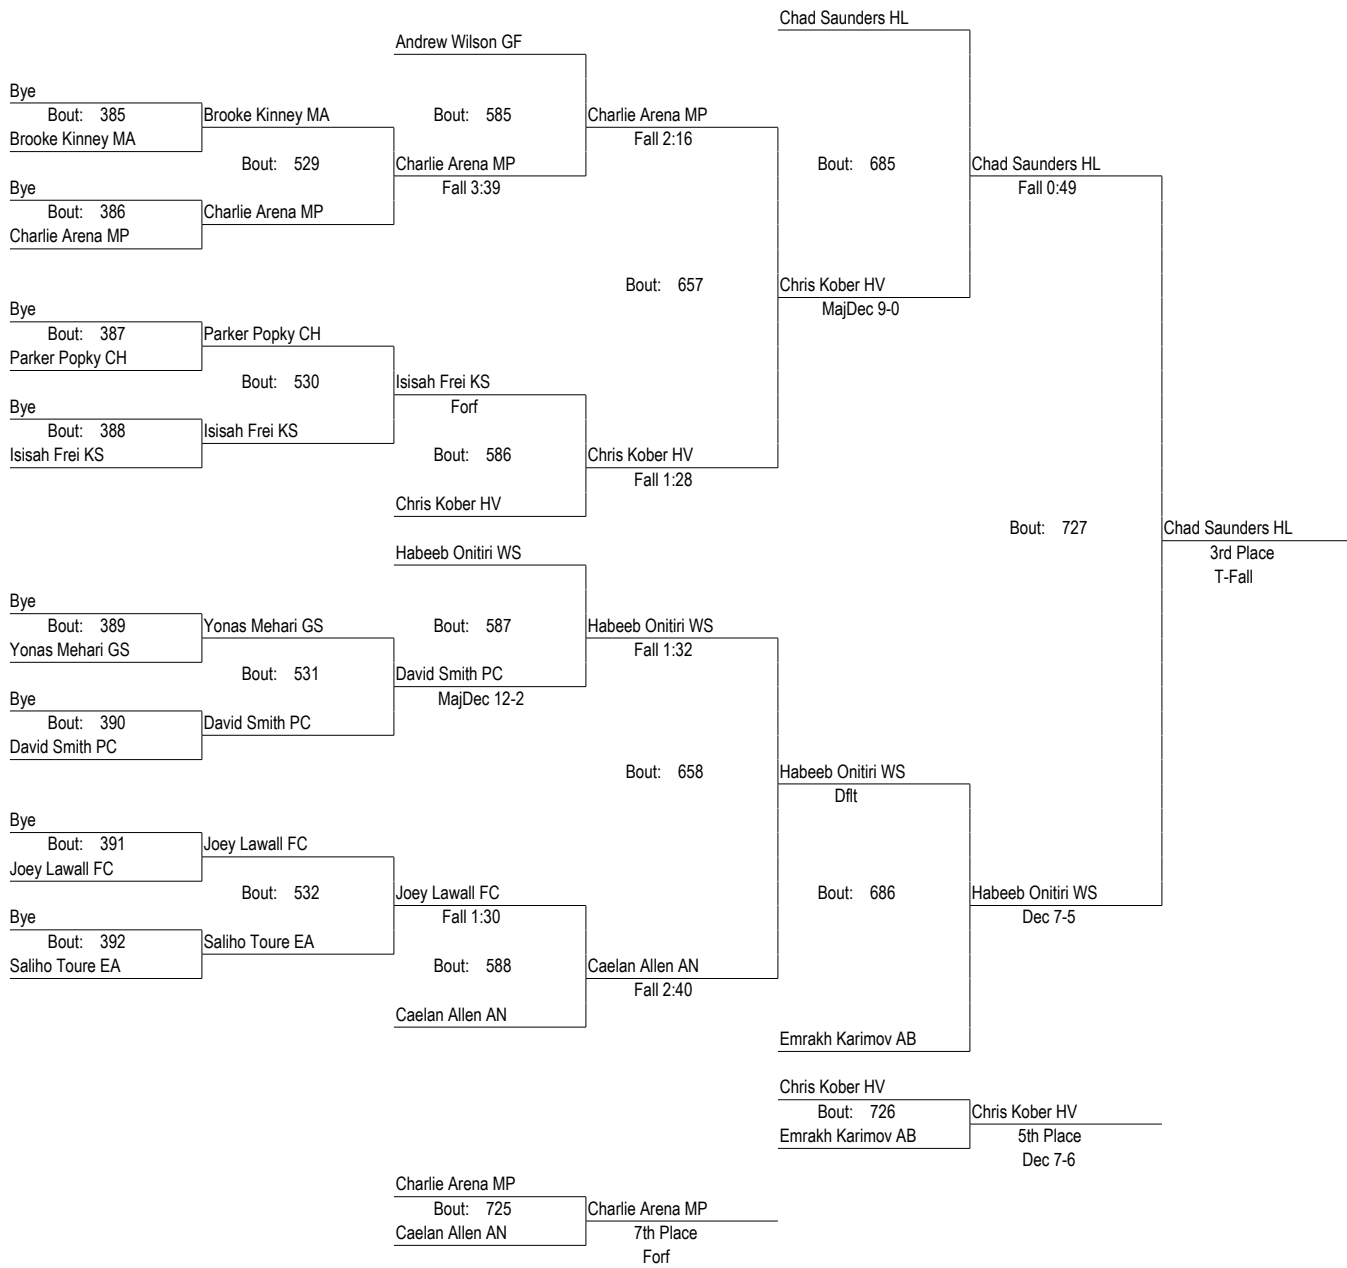 Chad Saunders HL
Andrew Wilson GF
Bye
Bout: 385
Brooke Kinney MA
Bout: 585
Charlie Arena MP
Brooke Kinney MA
Fall 2:16
Bout: 529
Charlie Arena MP
Bout: 685
Chad Saunders HL
Bye
Fall 3:39
Fall 0:49
Bout: 386
Charlie Arena MP
Charlie Arena MP
Bout: 657
Chris Kober HV
Bye
MajDec 9-0
Bout: 387
Parker Popky CH
Parker Popky CH
Bout: 530
Isisah Frei KS
Bye
Forf
Bout: 388
Isisah Frei KS
Isisah Frei KS
Bout: 586
Chris Kober HV
Fall 1:28
Chris Kober HV
Bout: 727
Chad Saunders HL
Habeeb Onitiri WS
3rd Place
T-Fall
Bye
Bout: 389
Yonas Mehari GS
Bout: 587
Habeeb Onitiri WS
Yonas Mehari GS
Fall 1:32
Bout: 531
David Smith PC
Bye
MajDec 12-2
Bout: 390
David Smith PC
David Smith PC
Bout: 658
Habeeb Onitiri WS
Dflt
Bye
Bout: 391
Joey Lawall FC
Joey Lawall FC
Bout: 532
Joey Lawall FC
Bout: 686
Habeeb Onitiri WS
Bye
Fall 1:30
Dec 7-5
Bout: 392
Saliho Toure EA
Saliho Toure EA
Bout: 588
Caelan Allen AN
Fall 2:40
Caelan Allen AN
Emrakh Karimov AB
Chris Kober HV
Bout: 726
Chris Kober HV
Emrakh Karimov AB
5th Place
Dec 7-6
Charlie Arena MP
Bout: 725
Charlie Arena MP
Caelan Allen AN
7th Place
Forf